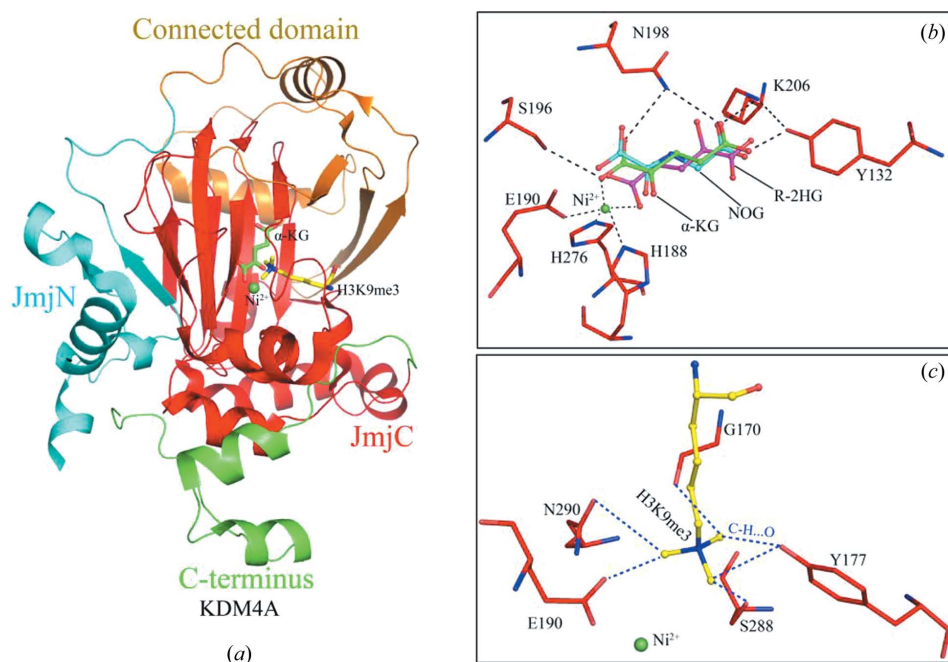 Connected domain
JmjN
α-KG
Ni²⁺
H3K9me3
JmjC
C-terminus
KDM4A
(a)
(b)
N198
K206
S196
Y132
R-2HG
E190
Ni²⁺
NOG
α-KG
H276
H188
(c)
G170
H3K9me3
C-H...O
N290
Y177
E190
S288
Ni²⁺